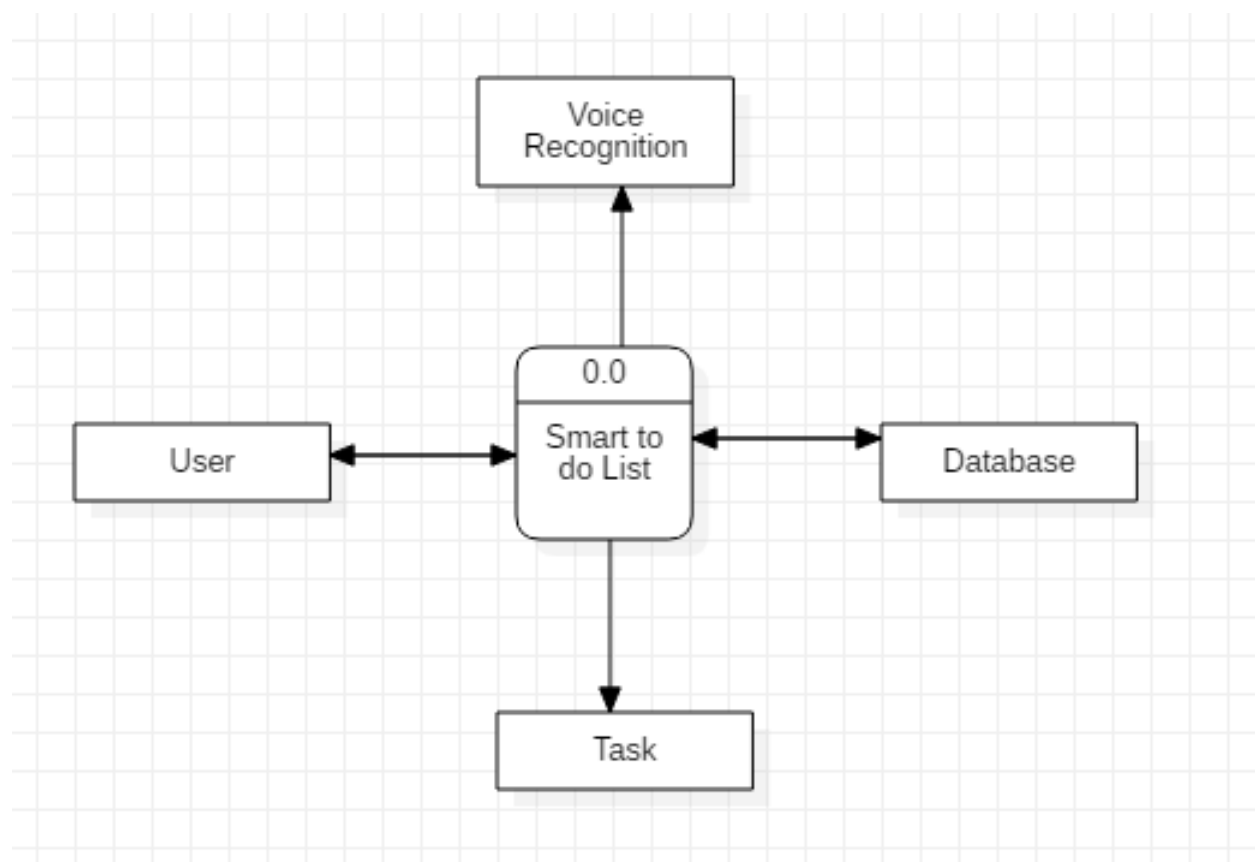 Voice
Recognition
0.0
Smart to
do List
User
Database
Task